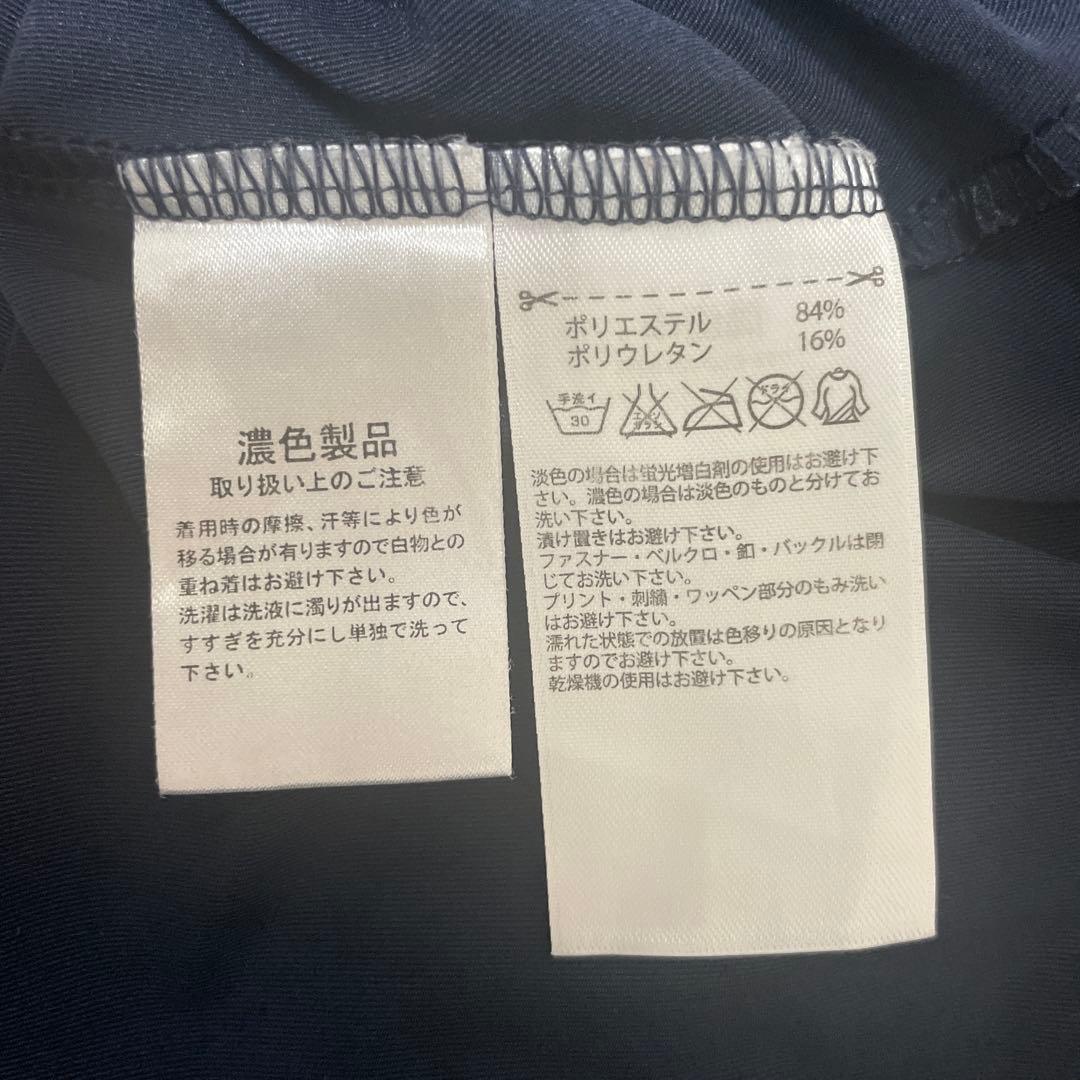 濃色製品
取り扱い上のご注意
着用時の摩擦、汗等により色が
移る場合が有りますので白物との
重ね着はお避け下さい。
洗濯は洗液に濁りが出ますので、
すすぎを充分にし単独で洗って
下さい。
ポリエステル 84%
ポリウレタン 16%
手洗イ
30
エンソ
サラシ
ドライ
淡色の場合は蛍光増白剤の使用はお避け下
さい。濃色の場合は淡色のものと分けてお
洗い下さい。
漬け置きはお避け下さい。
ファスナー・ベルクロ・釦・バックルは閉
じてお洗い下さい。
プリント・刺繍・ワッペン部分のもみ洗い
はお避け下さい。
濡れた状態での放置は色移りの原因となり
ますのでお避け下さい。
乾燥機の使用はお避け下さい。